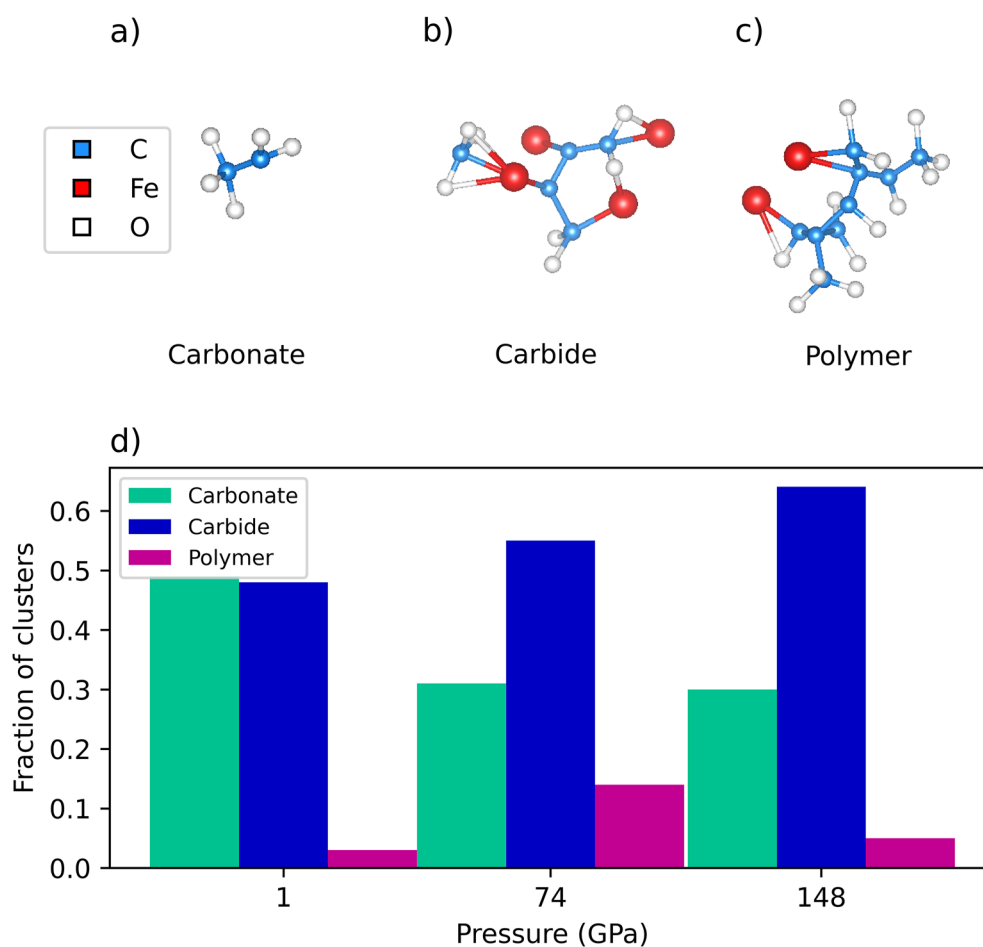 a)
b)
c)
C
Fe
O
Carbonate
Carbide
Polymer
d)
Carbonate
Carbide
Polymer
Fraction of clusters
0.6
0.5
0.4
0.3
0.2
0.1
0.0
1
74
148
Pressure (GPa)